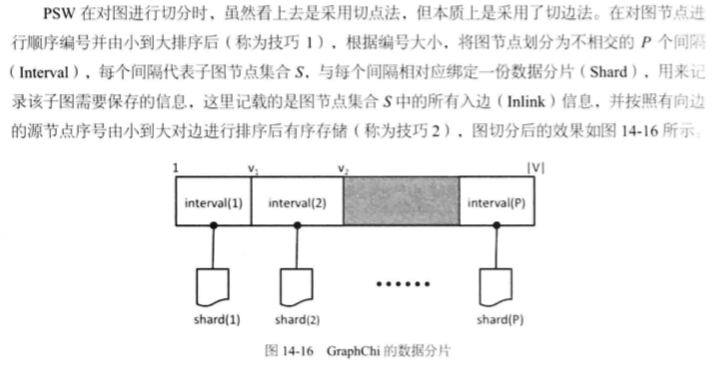 PSW 在对图进行切分时，虽然看上去是采用切点法，但本质上是采用了切边法。在对图节点进
行顺序编号并由小到大排序后（称为技巧 1），根据编号大小，将图节点划分为不相交的 P 个间隔
（Interval），每个间隔代表子图节点集合 S，与每个间隔相对应绑定一份数据分片（Shard），用来记
录该子图需要保存的信息，这里记载的是图节点集合 S 中的所有入边（Inlink）信息，并按照有向边
的源节点序号由小到大对边进行排序后有序存储（称为技巧 2），图切分后的效果如图 14-16 所示。
1 v₁ v₂ |V|
interval(1) interval(2) interval(P)
......
shard(1) shard(2) shard(P)
图 14-16 GraphChi 的数据分片